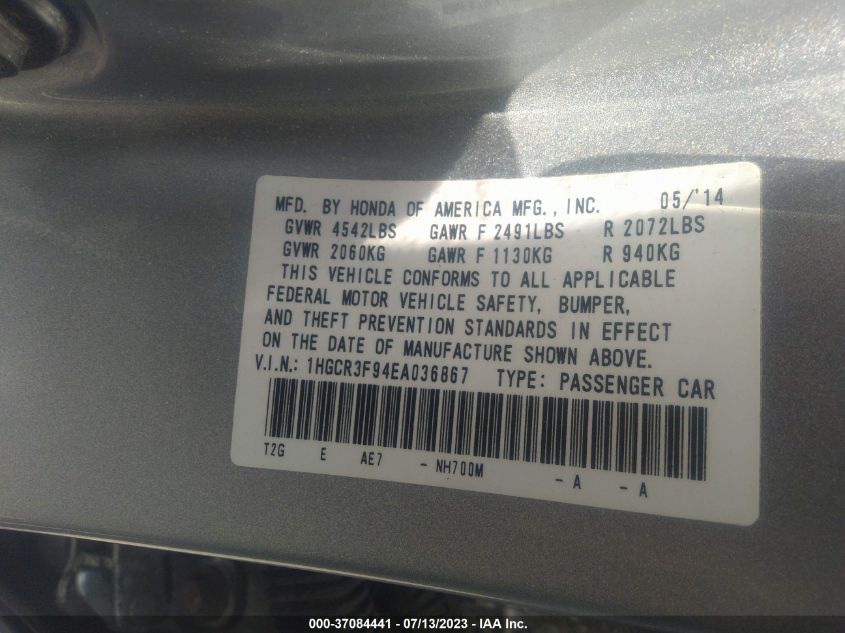 MFD. BY HONDA OF AMERICA MFG., INC. 05/'14
GVWR 4542LBS GAWR F 2491LBS R 2072LBS
GVWR 2060KG GAWR F 1130KG R 940KG
THIS VEHICLE CONFORMS TO ALL APPLICABLE
FEDERAL MOTOR VEHICLE SAFETY, BUMPER,
AND THEFT PREVENTION STANDARDS IN EFFECT
ON THE DATE OF MANUFACTURE SHOWN ABOVE.
V.I.N.: 1HGCR3F94EA036867 TYPE: PASSENGER CAR
T2G E AE7 - NH700M - A - A
000-37084441 - 07/13/2023 - IAA Inc.